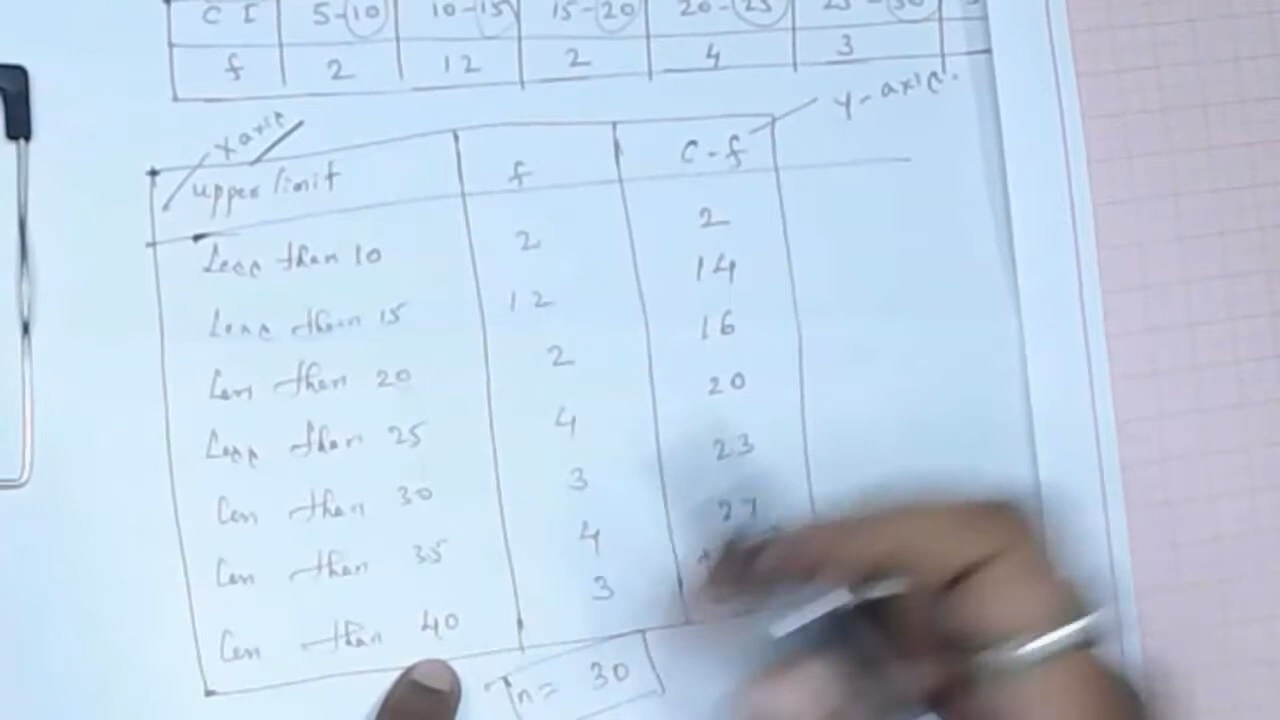 C I 5-10 10-15 15-20 20-25 25-30
f 2 12 2 4 3
x axis y-axis
upper limit f c-f
Less than 10 2 2
Less than 15 12 14
Less than 20 2 16
Less than 25 4 20
Less than 30 3 23
Less than 35 4 27
Less than 40 3
n = 30